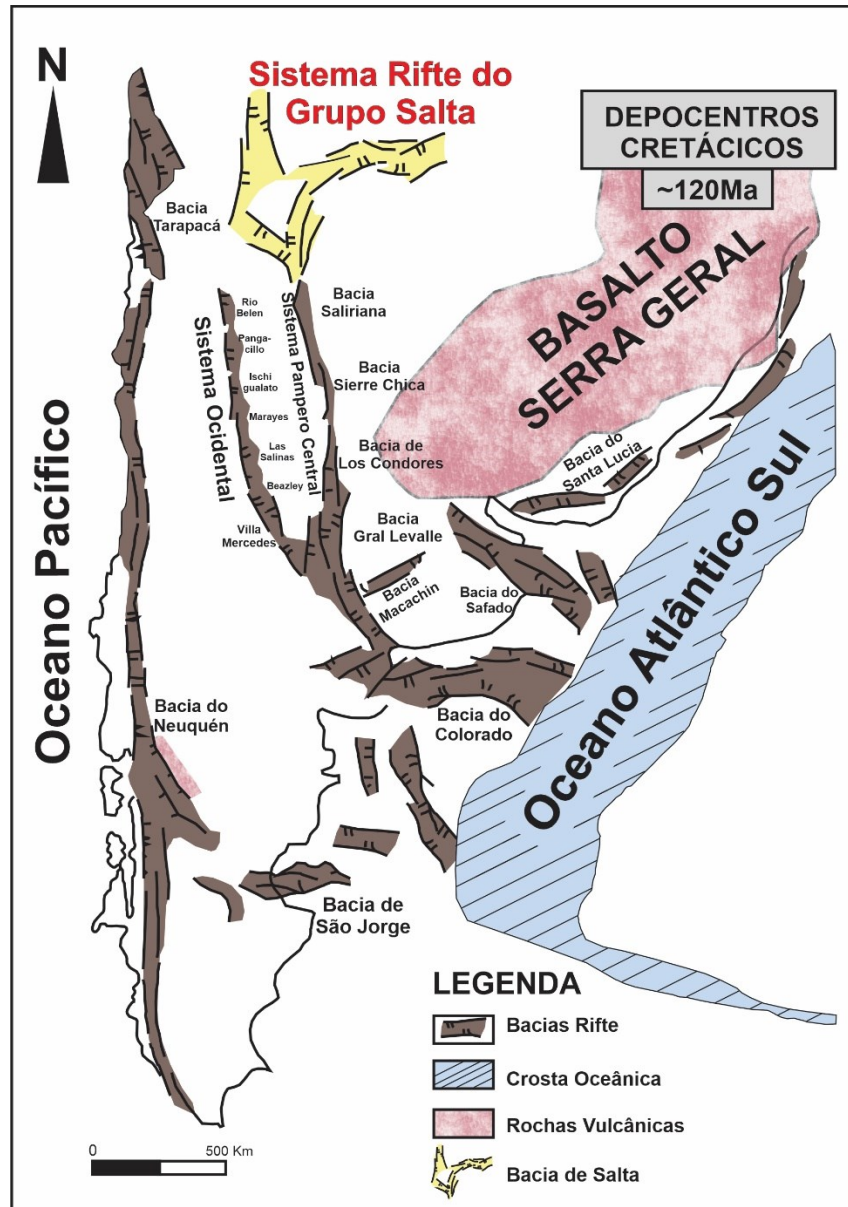 N
Sistema Rifte do
Grupo Salta
DEPOCENTROS
CRETÁCICOS
~120Ma
Bacia
Tarapacá
BASALTO
SERRA GERAL
Rio
Belen
Panga-
cillo
Ischi
gualato
Marayes
Las
Salinas
Beazley
Villa
Mercedes
Sistema Ocidental
Sistema Pampero Central
Bacia
Saliriana
Bacia
Sierre Chica
Bacia de
Los Condores
Bacia
Gral Levalle
Bacia
Macachin
Bacia do
Santa Lucia
Bacia do
Safado
Oceano Pacífico
Oceano Atlântico Sul
Bacia do
Neuquén
Bacia do
Colorado
Bacia de
São Jorge
LEGENDA
Bacias Rifte
Crosta Oceânica
Rochas Vulcânicas
Bacia de Salta
0 500 Km